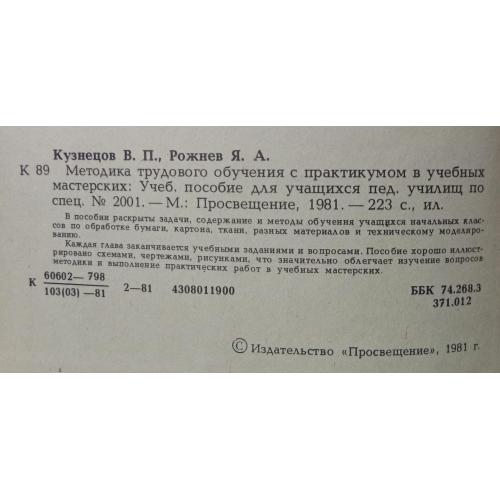 Кузнецов В. П., Рожнев Я. А.
К 89 Методика трудового обучения с практикумом в учебных
мастерских: Учеб. пособие для учащихся пед. училищ по
спец. № 2001. — М.: Просвещение, 1981. — 223 с., ил.
В пособии раскрыты задачи, содержание и методы обучения учащихся начальных клас-
сов по обработке бумаги, картона, ткани, разных материалов и техническому моделиро-
ванию.
Каждая глава заканчивается учебными заданиями и вопросами. Пособие хорошо иллюст-
рировано схемами, чертежами, рисунками, что значительно облегчает изучение вопросов
методики и выполнение практических работ в учебных мастерских.
К 60602—798
103(03)—81 2—81 4308011900
ББК 74.268.3
371.012
© Издательство «Просвещение», 1981 г.